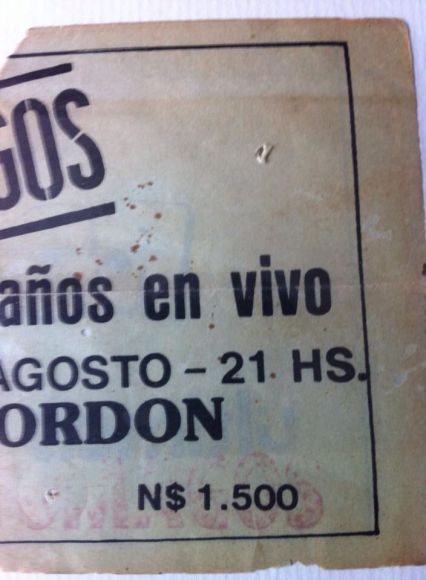 GOS
años en vivo
AGOSTO – 21 HS.
ORDON
N$ 1.500